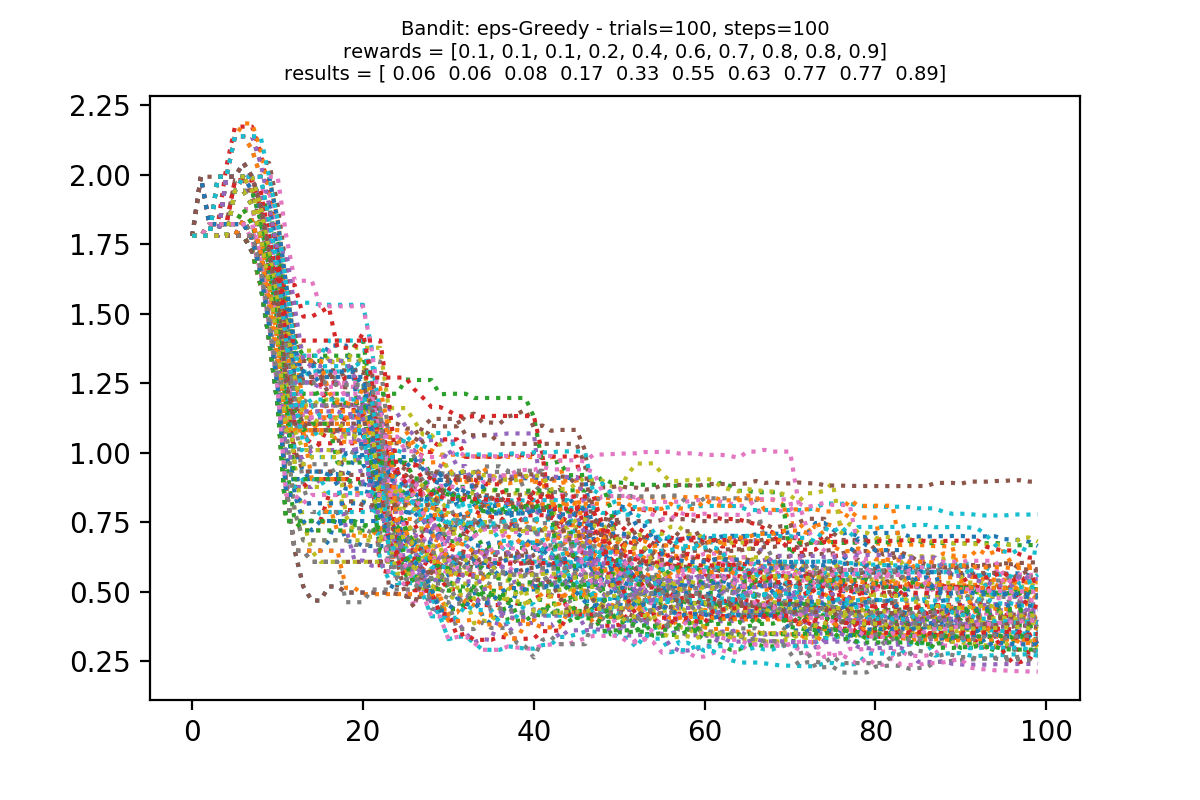 Bandit: eps-Greedy - trials=100, steps=100
rewards = [0.1, 0.1, 0.1, 0.2, 0.4, 0.6, 0.7, 0.8, 0.8, 0.9]
results = [ 0.06 0.06 0.08 0.17 0.33 0.55 0.63 0.77 0.77 0.89]
2.25
2.00
1.75
1.50
1.25
1.00
0.75
0.50
0.25
0 20 40 60 80 100